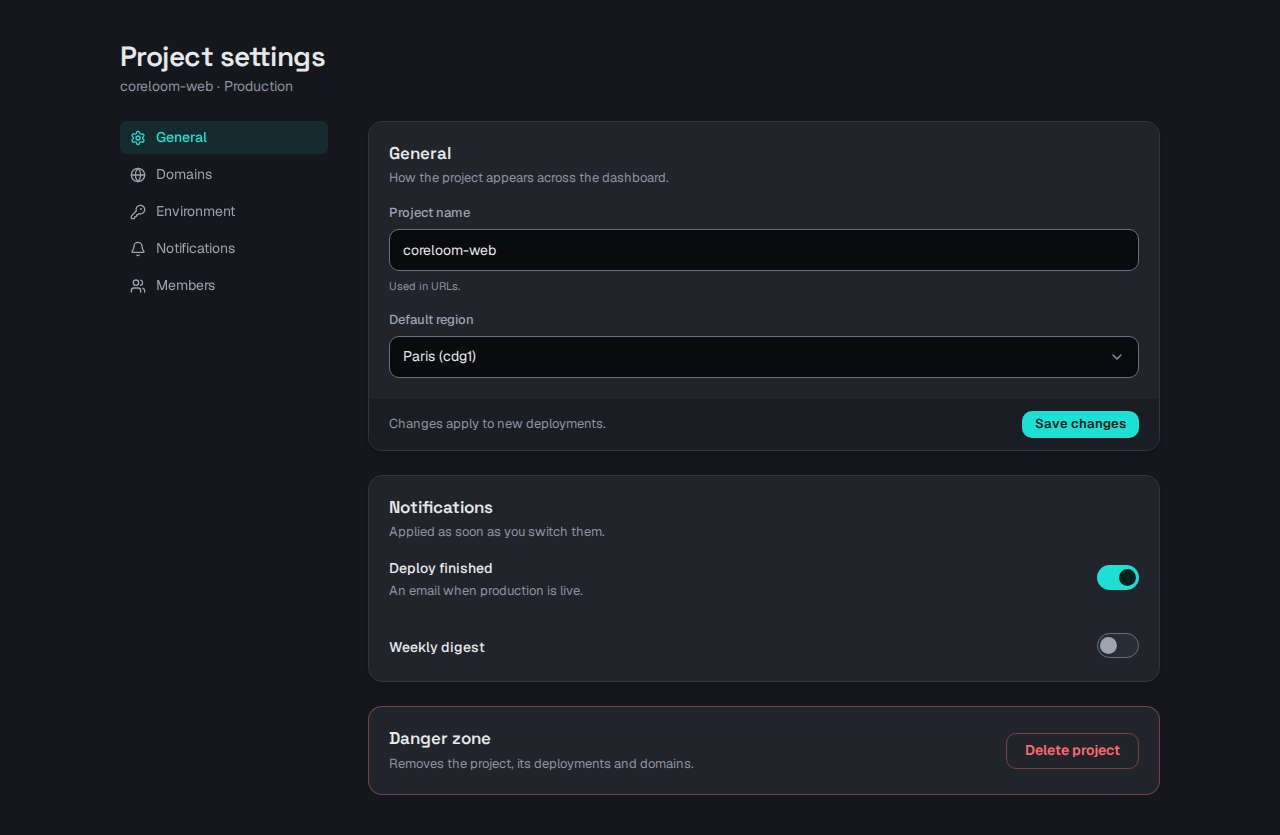 Project settings
coreloom-web · Production
General
Domains
Environment
Notifications
Members
General
How the project appears across the dashboard.
Project name
coreloom-web
Used in URLs.
Default region
Paris (cdg1)
Changes apply to new deployments.
Save changes
Notifications
Applied as soon as you switch them.
Deploy finished
An email when production is live.
Weekly digest
Danger zone
Removes the project, its deployments and domains.
Delete project